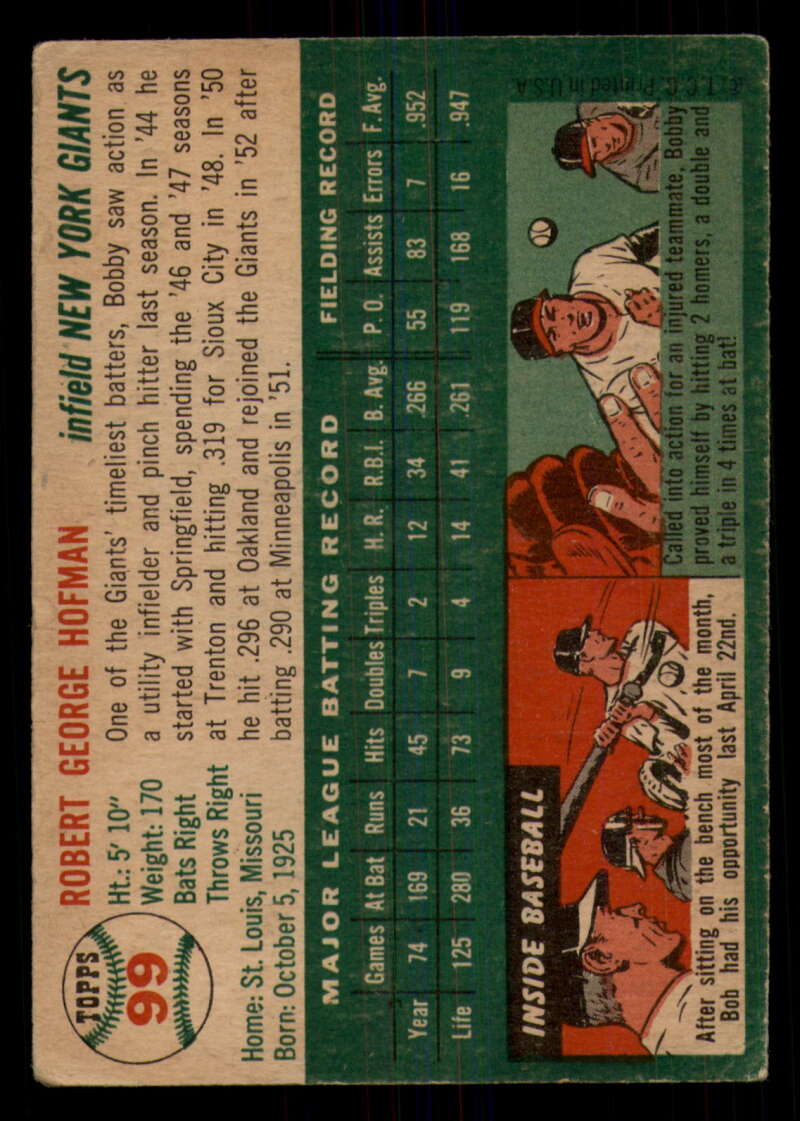 TOPPS
99
ROBERT GEORGE HOFMAN
infield NEW YORK GIANTS
Ht.: 5' 10"
Weight: 170
Bats Right
Throws Right
Home: St. Louis, Missouri
Born: October 5, 1925
One of the Giants' timeliest batters, Bobby saw action as
a utility infielder and pinch hitter last season. In '44 he
started with Springfield, spending the '46 and '47 seasons
at Trenton and hitting .319 for Sioux City in '48. In '50
he hit .296 at Oakland and rejoined the Giants in '52 after
batting .290 at Minneapolis in '51.
MAJOR LEAGUE BATTING RECORD FIELDING RECORD
Games At Bat Runs Hits Doubles Triples H. R. R.B.I. B. Avg. P. O. Assists Errors F. Avg.
Year 74 169 21 45 7 2 12 34 .266 55 83 7 .952
Life 125 280 36 73 9 4 14 41 .261 119 168 16 .947
INSIDE BASEBALL
After sitting on the bench most of the month,
Bob had his opportunity last April 22nd.
Called into action for an injured teammate, Bobby
proved himself by hitting 2 homers, a double and
a triple in 4 times at bat!
© T. C. G. Printed in U.S.A.